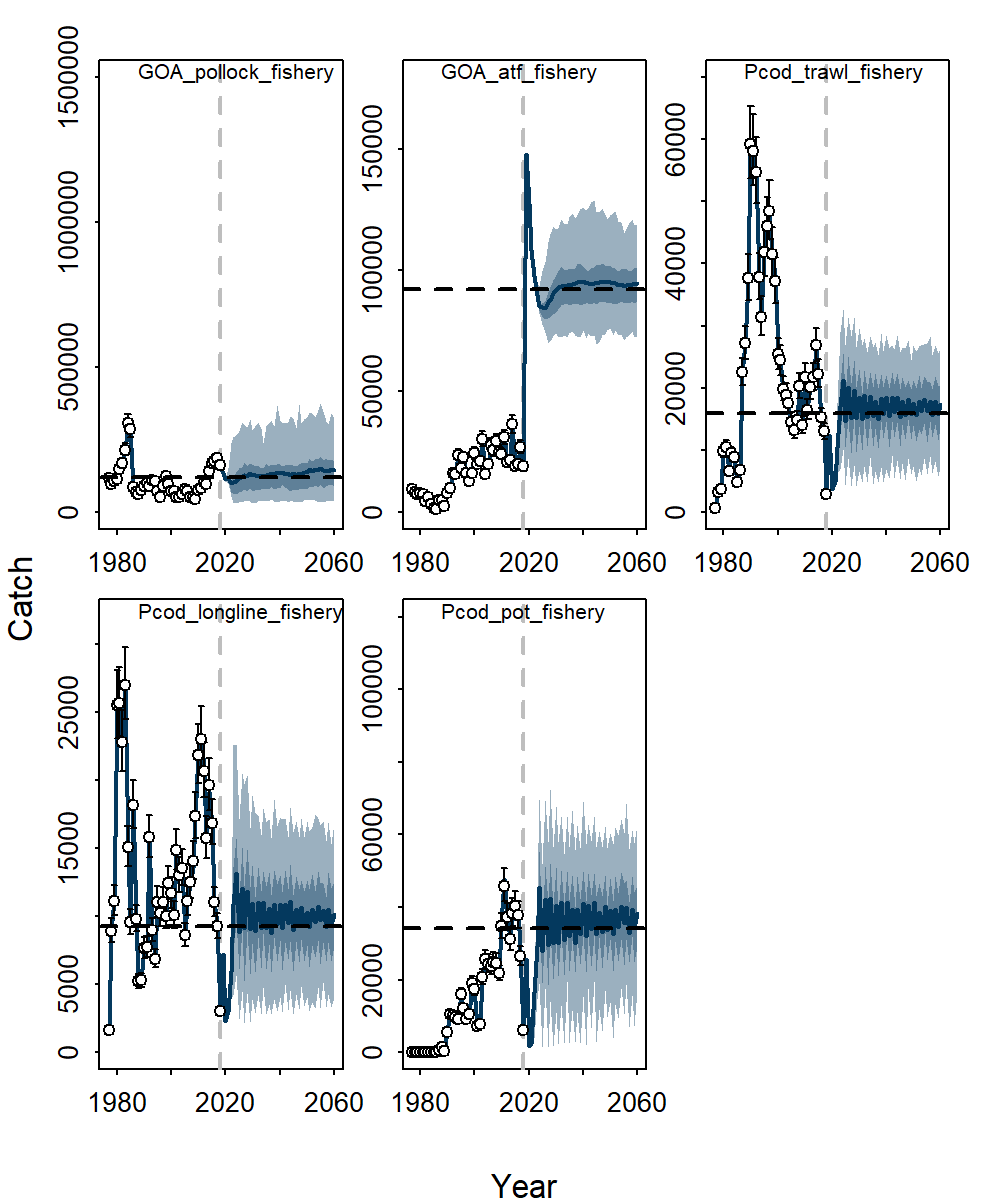 GOA_pollock_fishery
1500000
1000000
500000
0
1980 2020 2060
GOA_atf_fishery
150000
100000
50000
0
1980 2020 2060
Pcod_trawl_fishery
60000
40000
20000
0
1980 2020 2060
Catch
Pcod_longline_fishery
25000
15000
5000
0
1980 2020 2060
Pcod_pot_fishery
100000
60000
20000
0
1980 2020 2060
Year